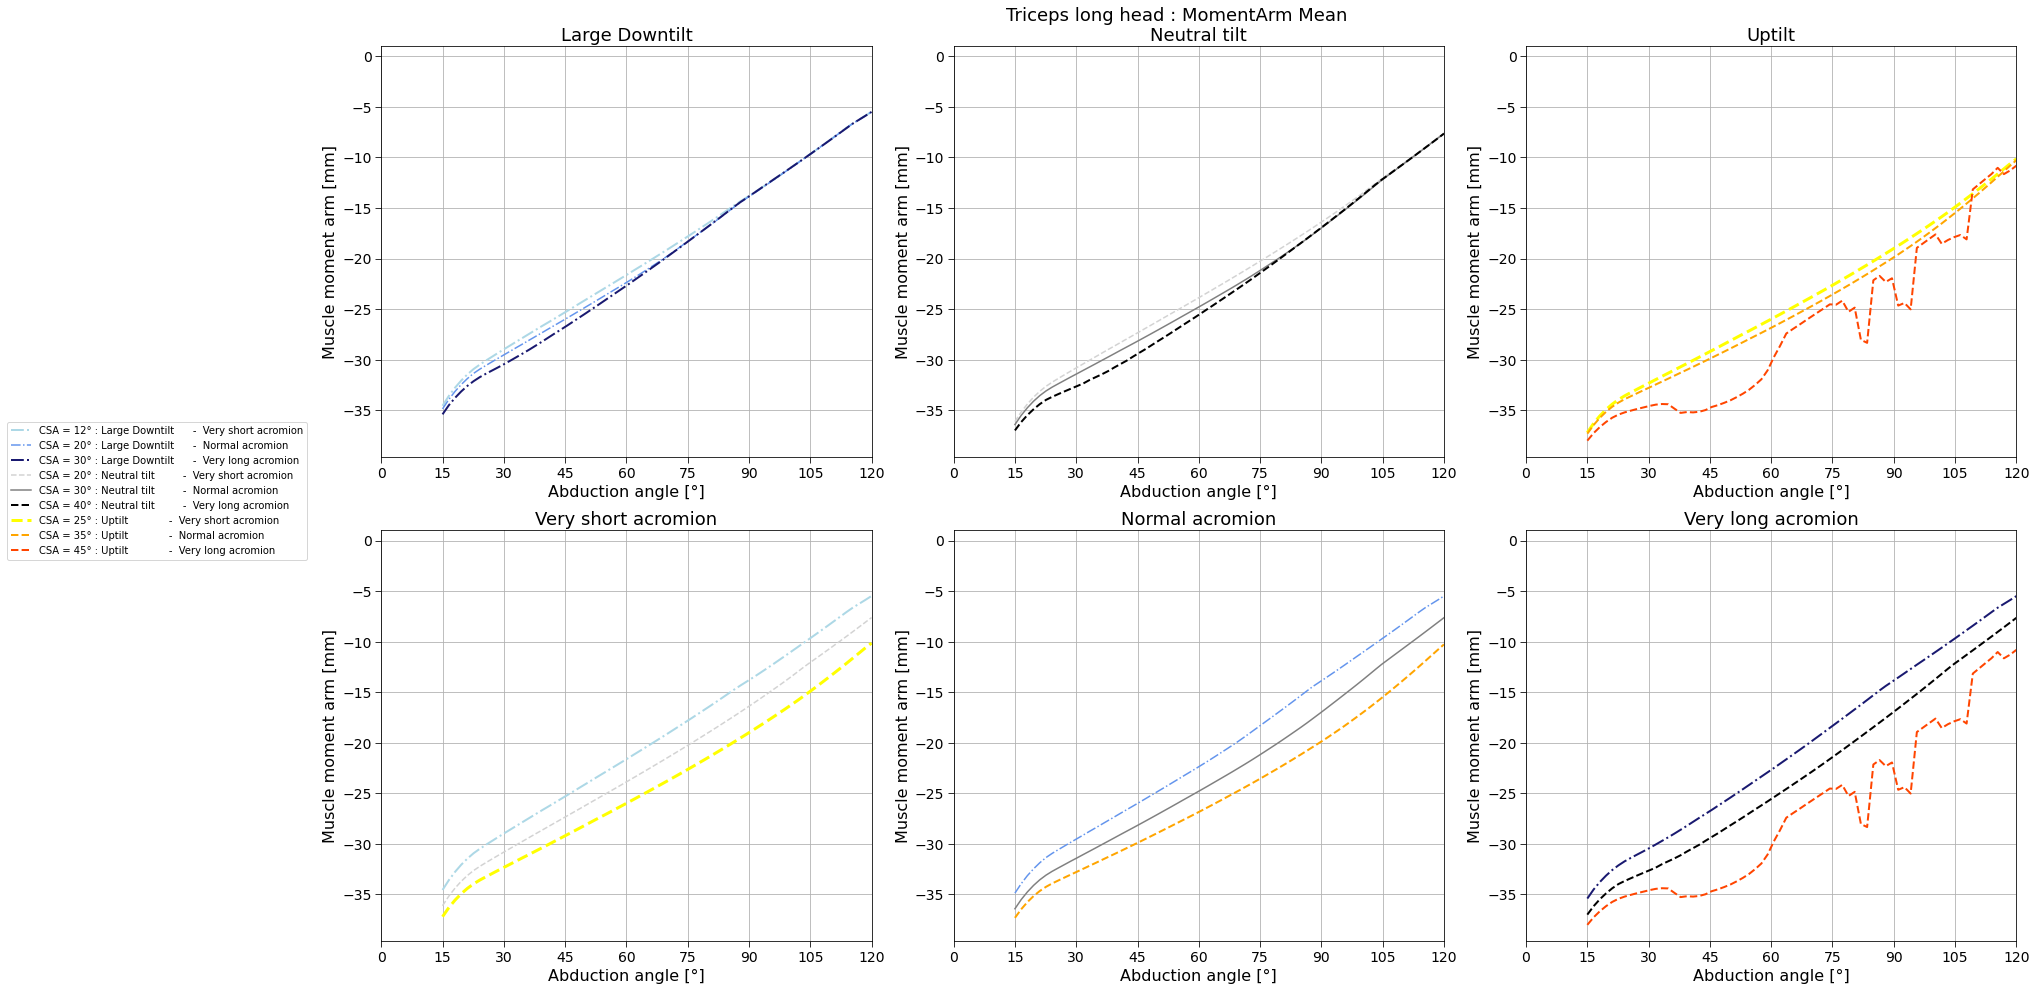 Triceps long head : MomentArm Mean
Large Downtilt
Neutral tilt
Uptilt
0
−5
−10
−15
−20
−25
−30
−35
Muscle moment arm [mm]
0 15 30 45 60 75 90 105 120
Abduction angle [°]
0
−5
−10
−15
−20
−25
−30
−35
Muscle moment arm [mm]
0 15 30 45 60 75 90 105 120
Abduction angle [°]
0
−5
−10
−15
−20
−25
−30
−35
Muscle moment arm [mm]
0 15 30 45 60 75 90 105 120
Abduction angle [°]
CSA = 12° : Large Downtilt - Very short acromion
CSA = 20° : Large Downtilt - Normal acromion
CSA = 30° : Large Downtilt - Very long acromion
CSA = 20° : Neutral tilt - Very short acromion
CSA = 30° : Neutral tilt - Normal acromion
CSA = 40° : Neutral tilt - Very long acromion
CSA = 25° : Uptilt - Very short acromion
CSA = 35° : Uptilt - Normal acromion
CSA = 45° : Uptilt - Very long acromion
Very short acromion
Normal acromion
Very long acromion
0
−5
−10
−15
−20
−25
−30
−35
Muscle moment arm [mm]
0 15 30 45 60 75 90 105 120
Abduction angle [°]
0
−5
−10
−15
−20
−25
−30
−35
Muscle moment arm [mm]
0 15 30 45 60 75 90 105 120
Abduction angle [°]
0
−5
−10
−15
−20
−25
−30
−35
Muscle moment arm [mm]
0 15 30 45 60 75 90 105 120
Abduction angle [°]